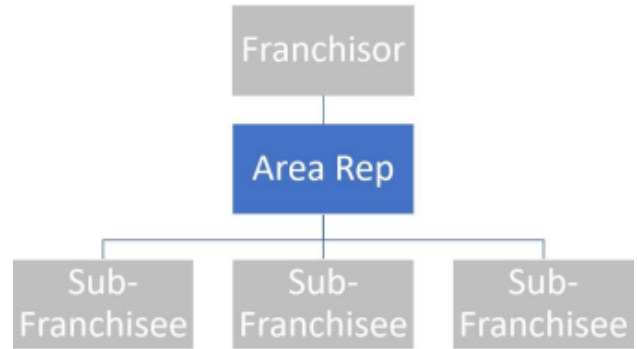 Franchisor
Area Rep
Sub-
Franchisee
Sub-
Franchisee
Sub-
Franchisee